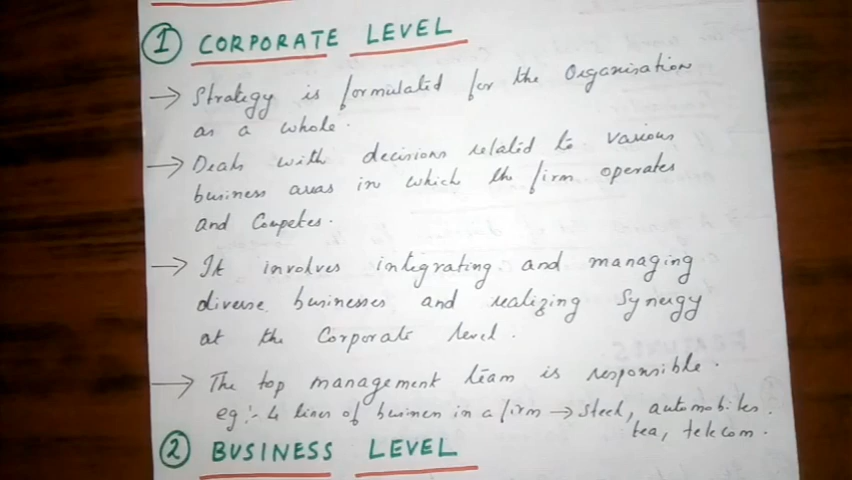 ① CORPORATE LEVEL
→ Strategy is formulated for the Organisation
as a whole.
→ Deals with decisions related to various
business areas in which the firm operates
and Competes.
→ It involves integrating and managing
diverse businesses and realizing Synergy
at the Corporate level.
→ The top management team is responsible.
eg:- 4 lines of business in a firm → Steel, automobiles.
tea, telecom.
② BUSINESS LEVEL